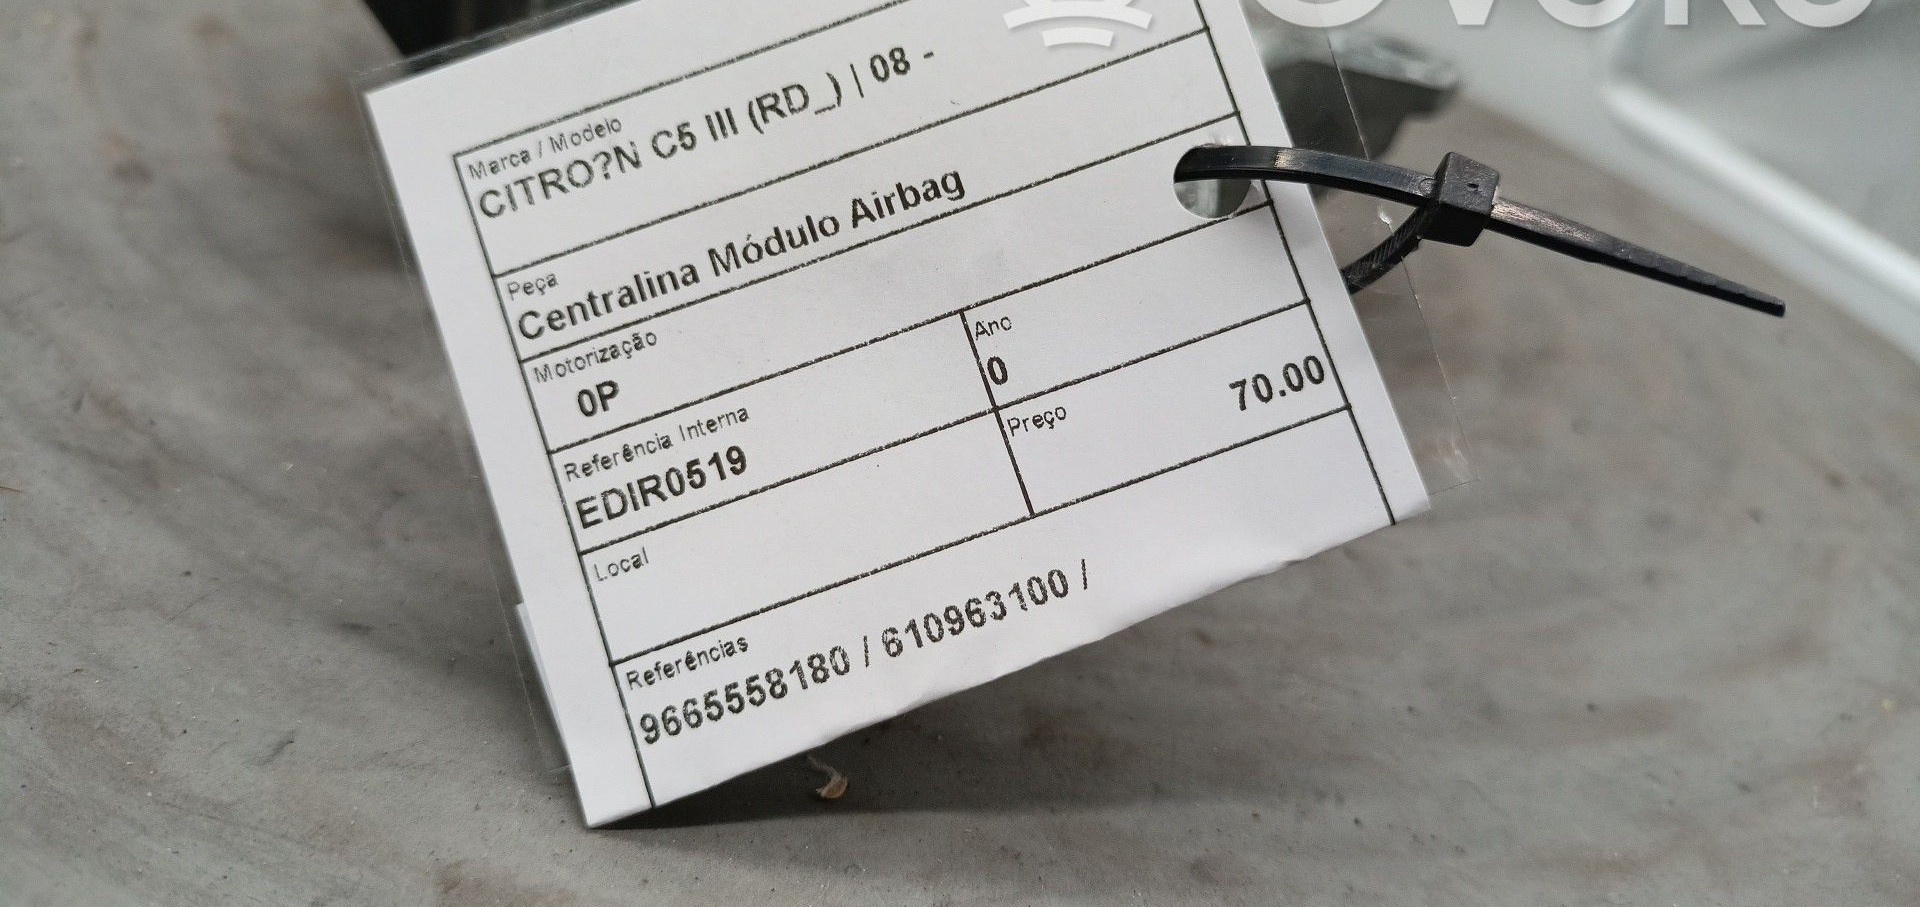 Marca / Modelo
CITRO?N C5 III (RD_) | 08 -
Peça
Centralina Módulo Airbag
Motorização
0P
Ano
0
Referência Interna
EDIR0519
Preço
70.00
Local
Referências
9665558180 / 610963100 /